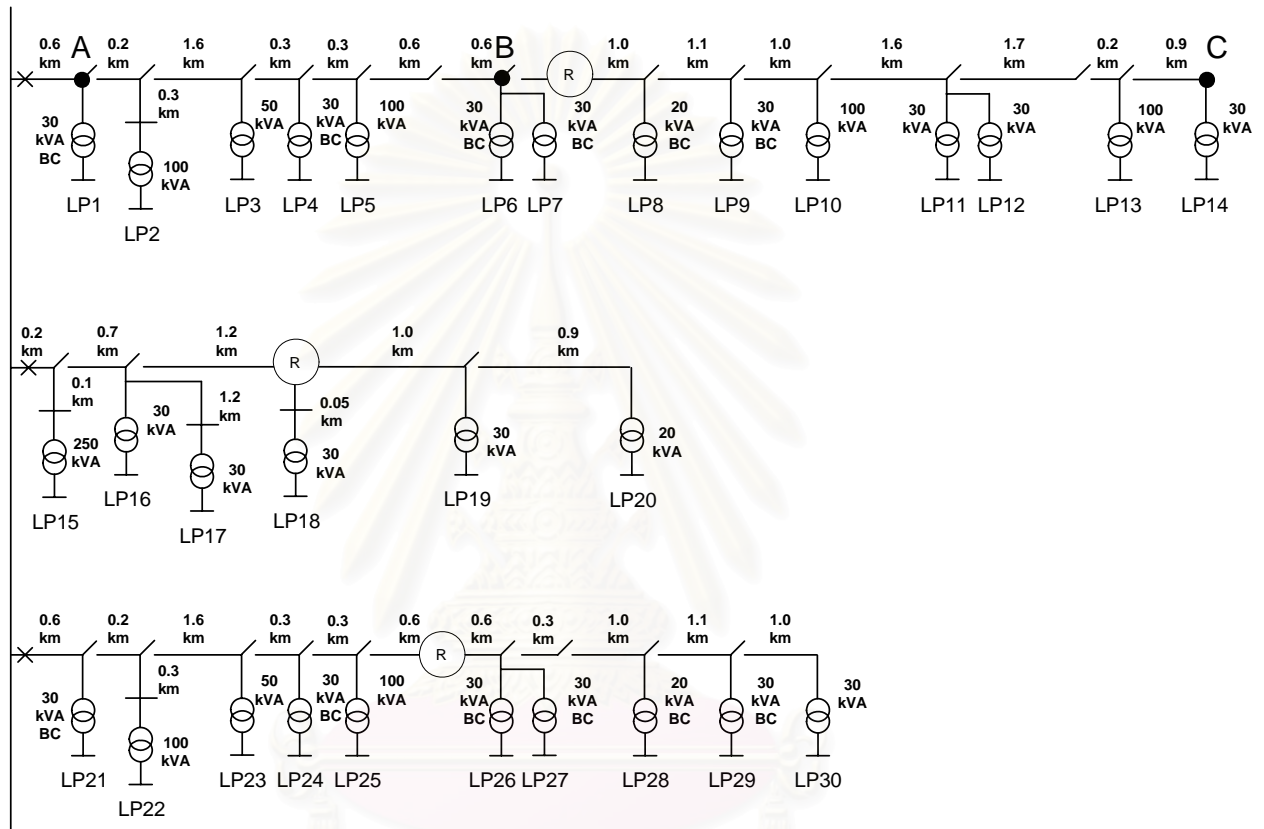 0.6 km
A
0.2 km
1.6 km
0.3 km
0.3 km
0.6 km
0.6 km
B
R
1.0 km
1.1 km
1.0 km
1.6 km
1.7 km
0.2 km
0.9 km
C
30 kVA BC
0.3 km
100 kVA
50 kVA
30 kVA BC
100 kVA
30 kVA BC
30 kVA BC
20 kVA BC
30 kVA BC
100 kVA
30 kVA
30 kVA
100 kVA
30 kVA
LP1
LP2
LP3
LP4
LP5
LP6
LP7
LP8
LP9
LP10
LP11
LP12
LP13
LP14
0.2 km
0.7 km
1.2 km
R
1.0 km
0.9 km
0.1 km
250 kVA
30 kVA
1.2 km
30 kVA
0.05 km
30 kVA
30 kVA
20 kVA
LP15
LP16
LP17
LP18
LP19
LP20
0.6 km
0.2 km
1.6 km
0.3 km
0.3 km
0.6 km
R
0.6 km
0.3 km
1.0 km
1.1 km
1.0 km
30 kVA BC
0.3 km
100 kVA
50 kVA
30 kVA BC
100 kVA
30 kVA BC
30 kVA BC
20 kVA BC
30 kVA BC
30 kVA
LP21
LP22
LP23
LP24
LP25
LP26
LP27
LP28
LP29
LP30